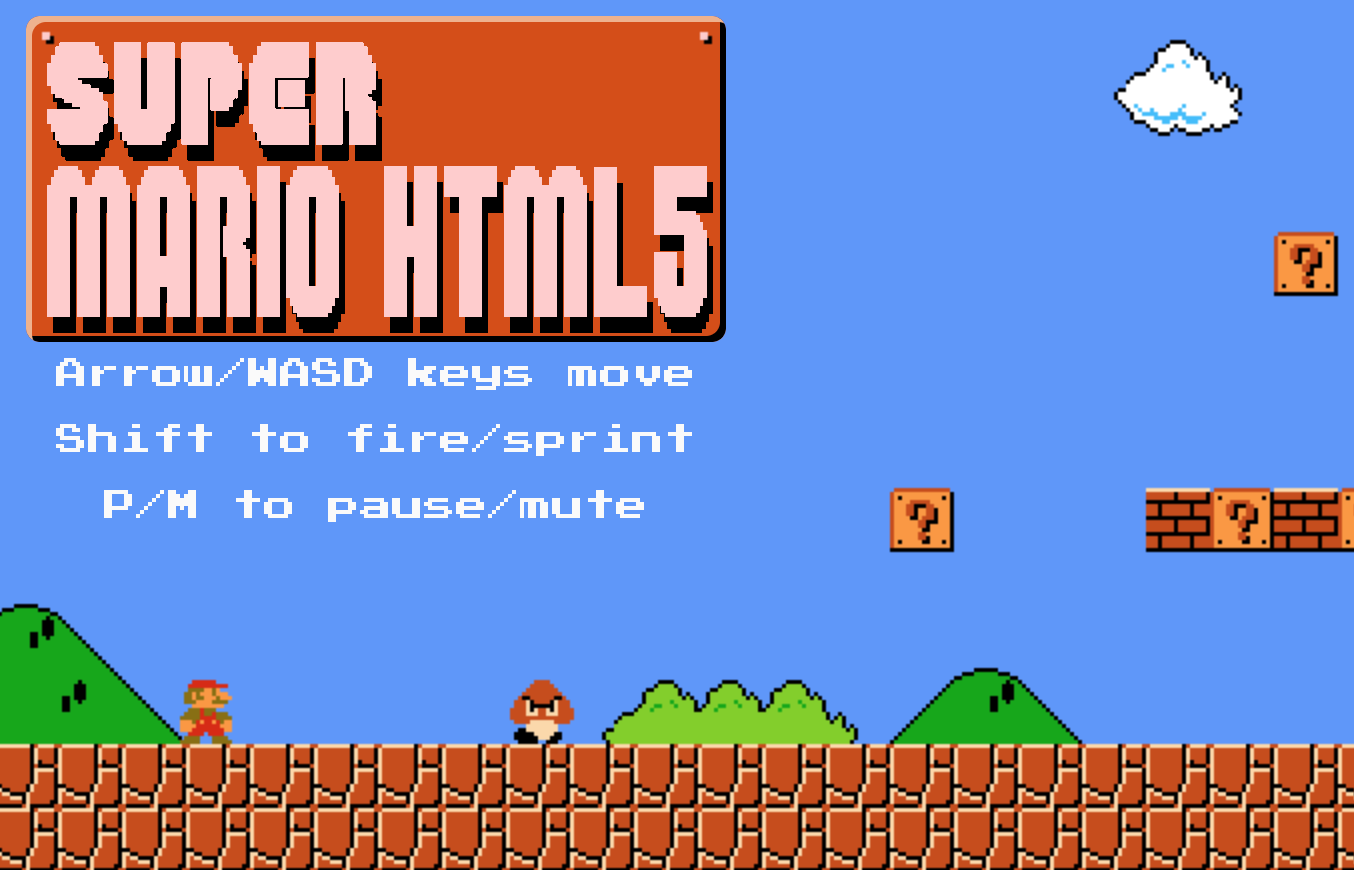 SUPER
MARIO HTML5
?
Arrow/WASD keys move
Shift to fire/sprint
P/M to pause/mute
? ?